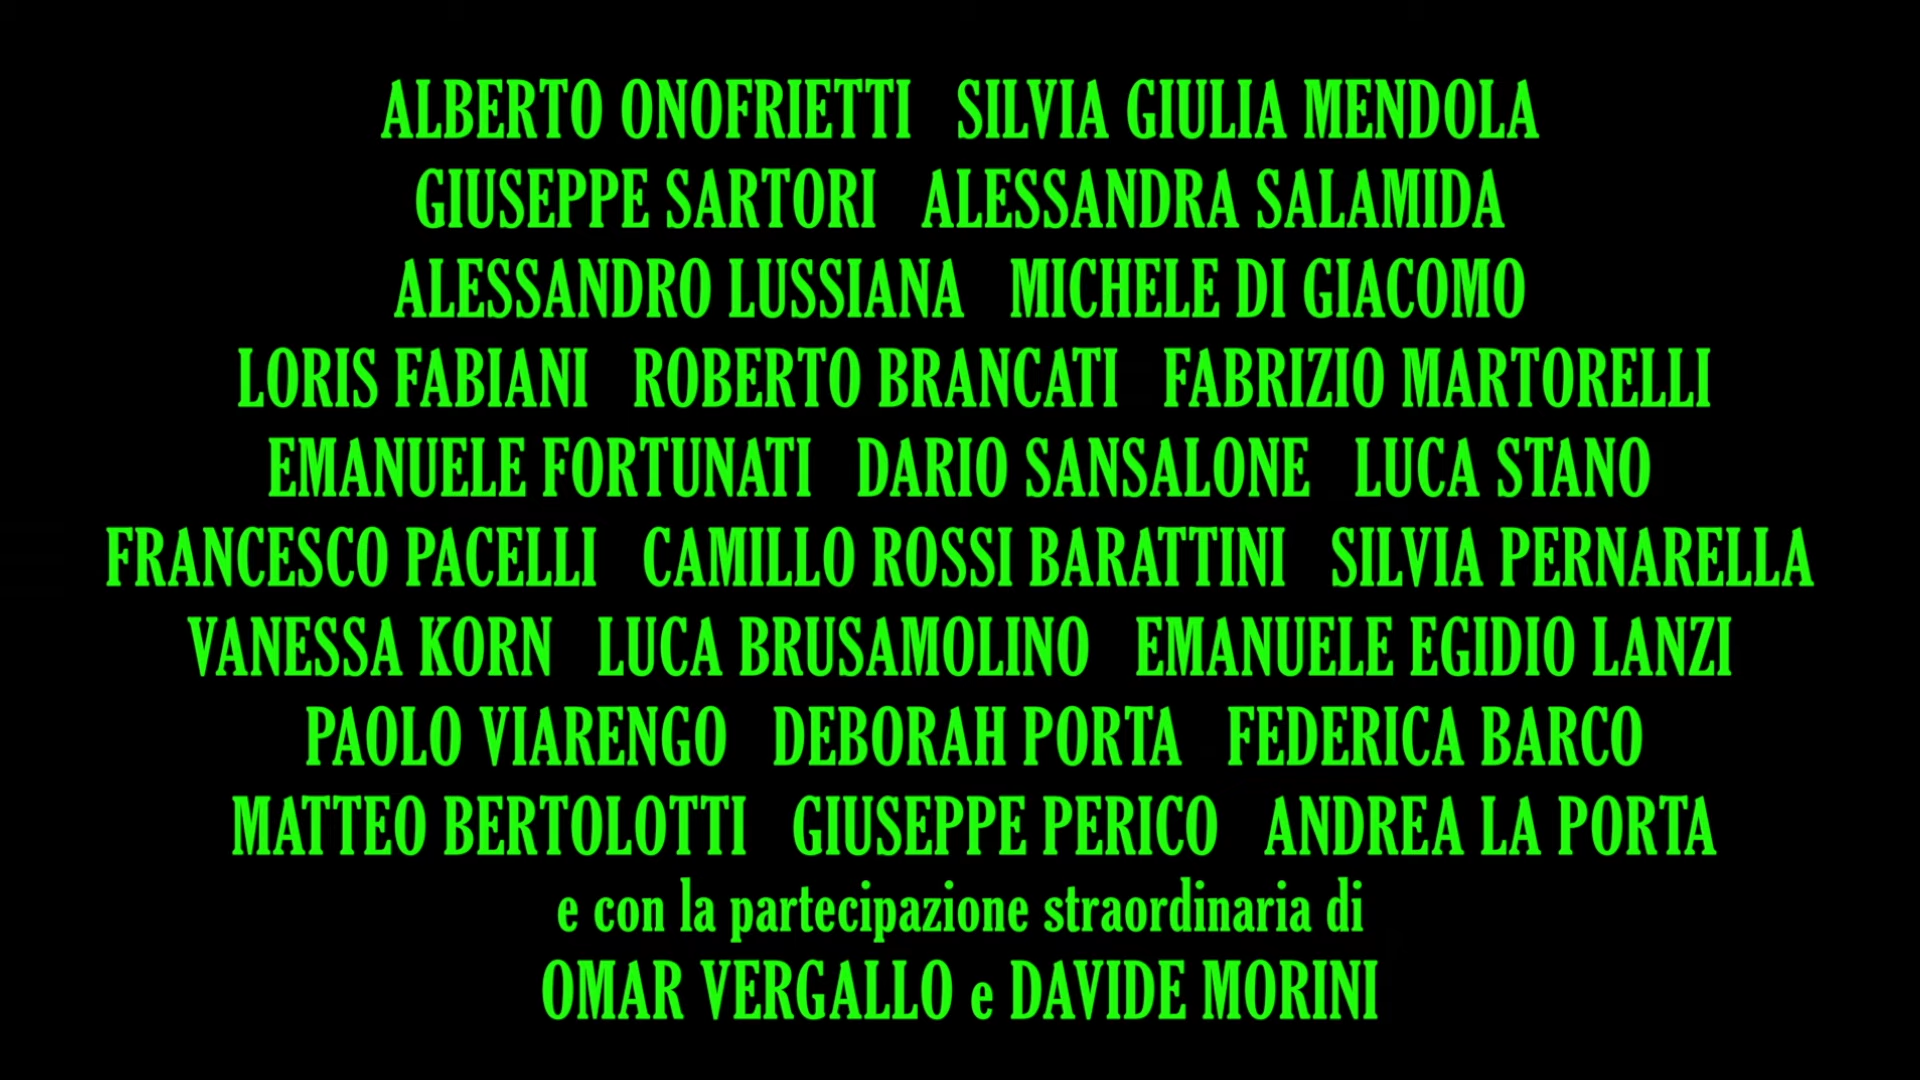 ALBERTO ONOFRIETTI SILVIA GIULIA MENDOLA
GIUSEPPE SARTORI ALESSANDRA SALAMIDA
ALESSANDRO LUSSIANA MICHELE DI GIACOMO
LORIS FABIANI ROBERTO BRANCATI FABRIZIO MARTORELLI
EMANUELE FORTUNATI DARIO SANSALONE LUCA STANO
FRANCESCO PACELLI CAMILLO ROSSI BARATTINI SILVIA PERNARELLA
VANESSA KORN LUCA BRUSAMOLINO EMANUELE EGIDIO LANZI
PAOLO VIARENGO DEBORAH PORTA FEDERICA BARCO
MATTEO BERTOLOTTI GIUSEPPE PERICO ANDREA LA PORTA
e con la partecipazione straordinaria di
OMAR VERGALLO e DAVIDE MORINI